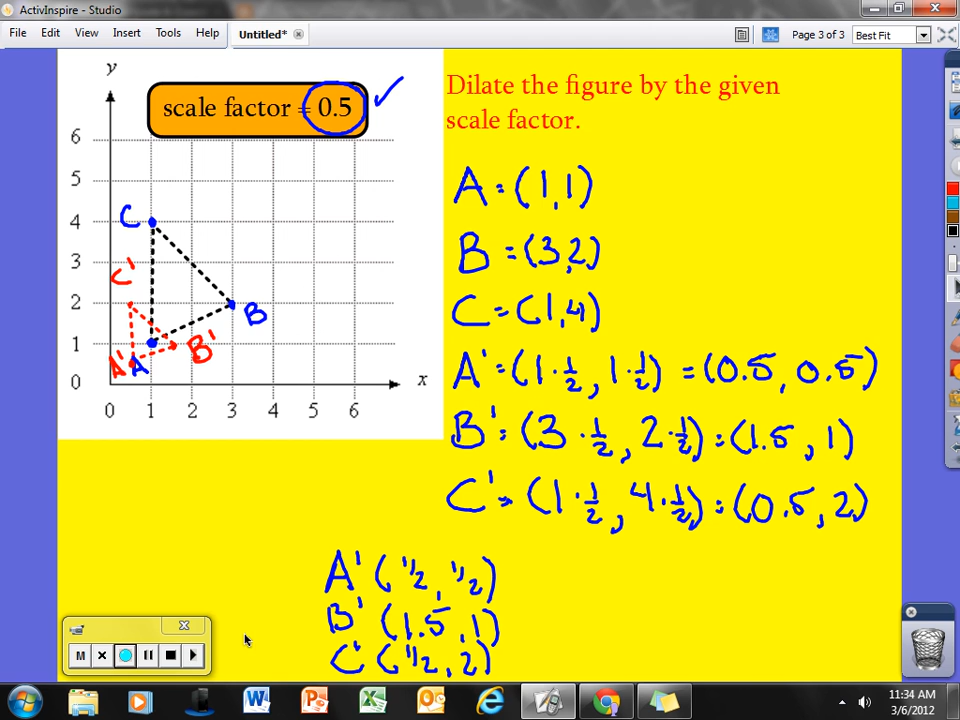 ActivInspire - Studio
File Edit View Insert Tools Help Untitled* Page 3 of 3 Best Fit
y
scale factor = 0.5 ✓
Dilate the figure by the given
scale factor.
6
5
4
3
2
1
0
C
C'
B
B'
A'
A
x
0 1 2 3 4 5 6
A = (1,1)
B = (3,2)
C = (1,4)
A' = (1·1/2, 1·1/2) = (0.5, 0.5)
B' = (3·1/2, 2·1/2) = (1.5, 1)
C' = (1·1/2, 4·1/2) = (0.5, 2)
A' (1/2, 1/2)
B' (1.5, 1)
C' (1/2, 2)
M
11:34 AM
3/6/2012